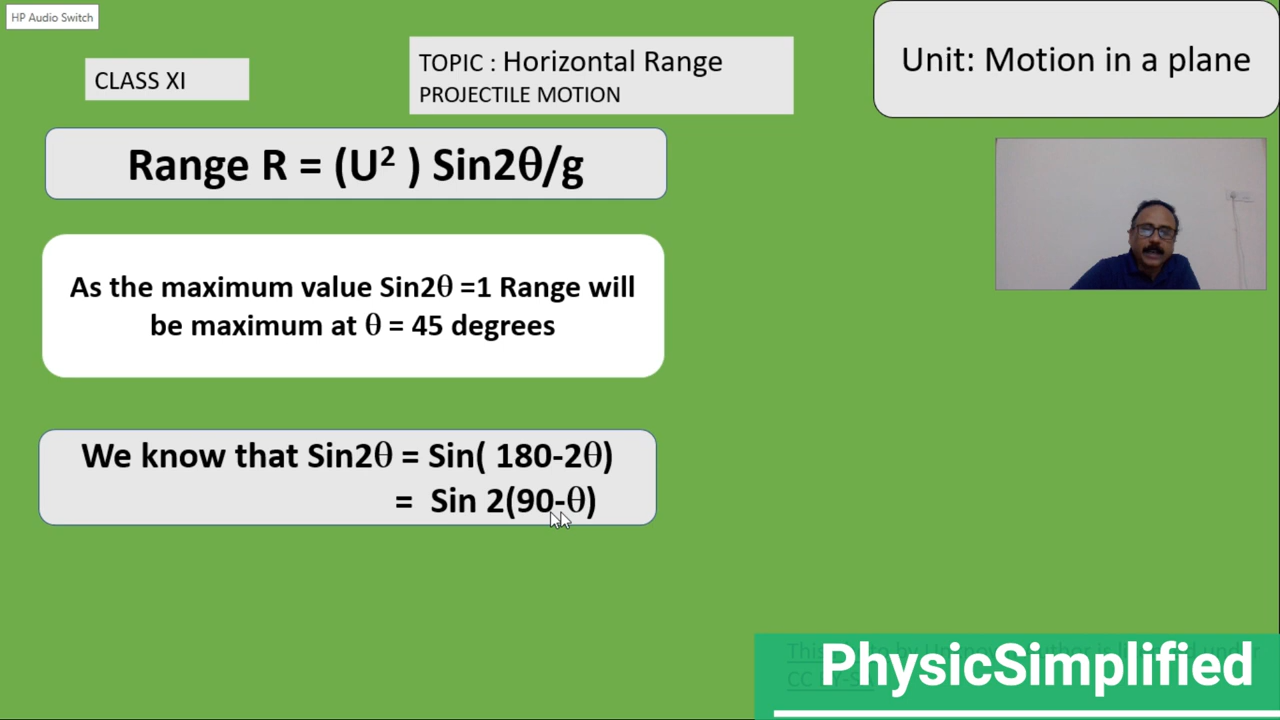 HP Audio Switch
CLASS XI
TOPIC : Horizontal Range
PROJECTILE MOTION
Unit: Motion in a plane
Range R = (U² ) Sin2θ/g
As the maximum value Sin2θ =1 Range will
be maximum at θ = 45 degrees
We know that Sin2θ = Sin( 180-2θ)
= Sin 2(90-θ)
PhysicSimplified